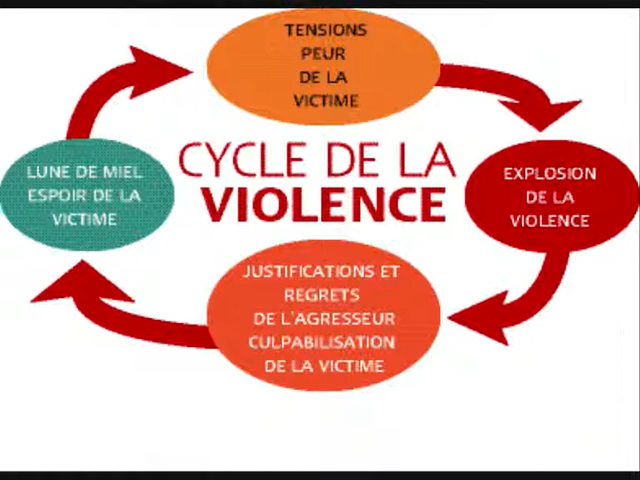 TENSIONS
PEUR
DE LA
VICTIME
CYCLE DE LA
VIOLENCE
EXPLOSION
DE LA
VIOLENCE
JUSTIFICATIONS ET
REGRETS
DE L'AGRESSEUR
CULPABILISATION
DE LA VICTIME
LUNE DE MIEL
ESPOIR DE LA
VICTIME